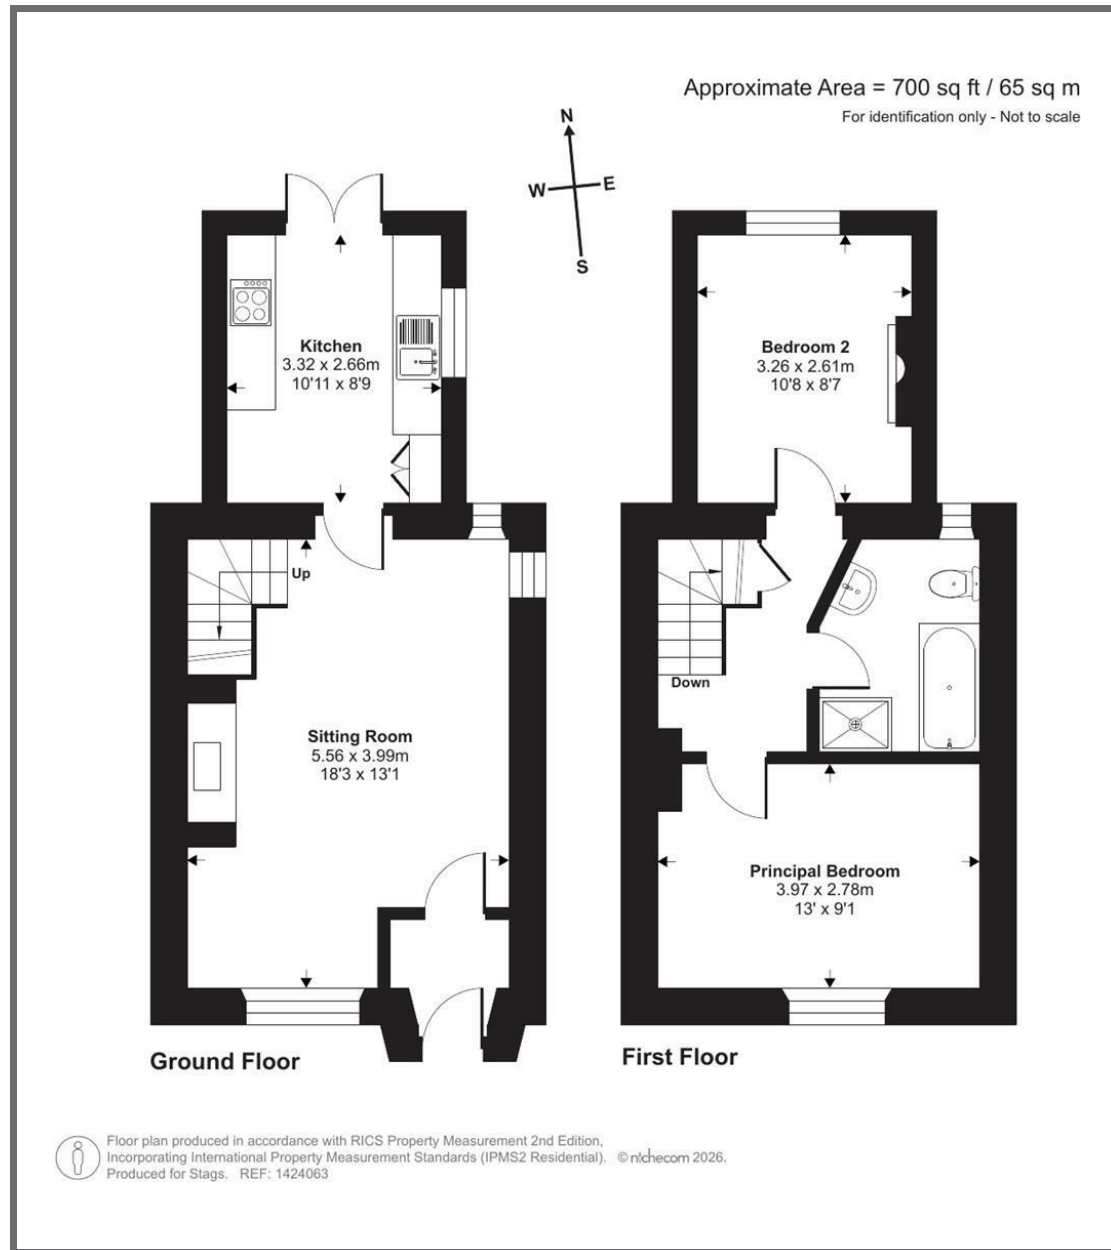 Approximate Area = 700 sq ft / 65 sq m
For identification only - Not to scale
N
W E
S
Kitchen
3.32 x 2.66m
10'11 x 8'9
Bedroom 2
3.26 x 2.61m
10'8 x 8'7
Up
Down
Sitting Room
5.56 x 3.99m
18'3 x 13'1
Principal Bedroom
3.97 x 2.78m
13' x 9'1
Ground Floor
First Floor
Floor plan produced in accordance with RICS Property Measurement 2nd Edition,
Incorporating International Property Measurement Standards (IPMS2 Residential). © nichecom 2026.
Produced for Stags. REF: 1424063